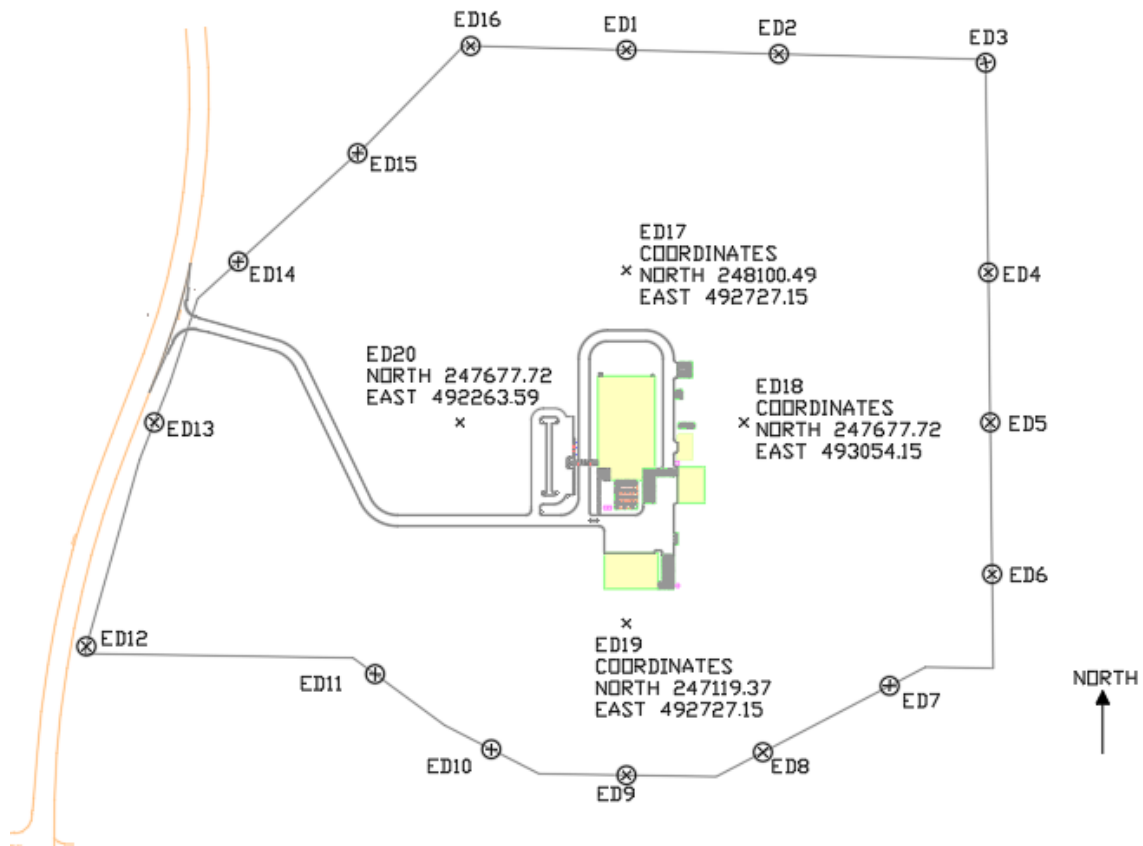 ED16
ED1
ED2
ED3
ED15
ED17
COORDINATES
NORTH 248100.49
EAST 492727.15
ED14
ED4
ED20
NORTH 247677.72
EAST 492263.59
ED18
COORDINATES
NORTH 247677.72
EAST 493054.15
ED13
ED5
ED6
ED12
ED19
COORDINATES
NORTH 247119.37
EAST 492727.15
ED11
ED7
NORTH
ED10
ED8
ED9